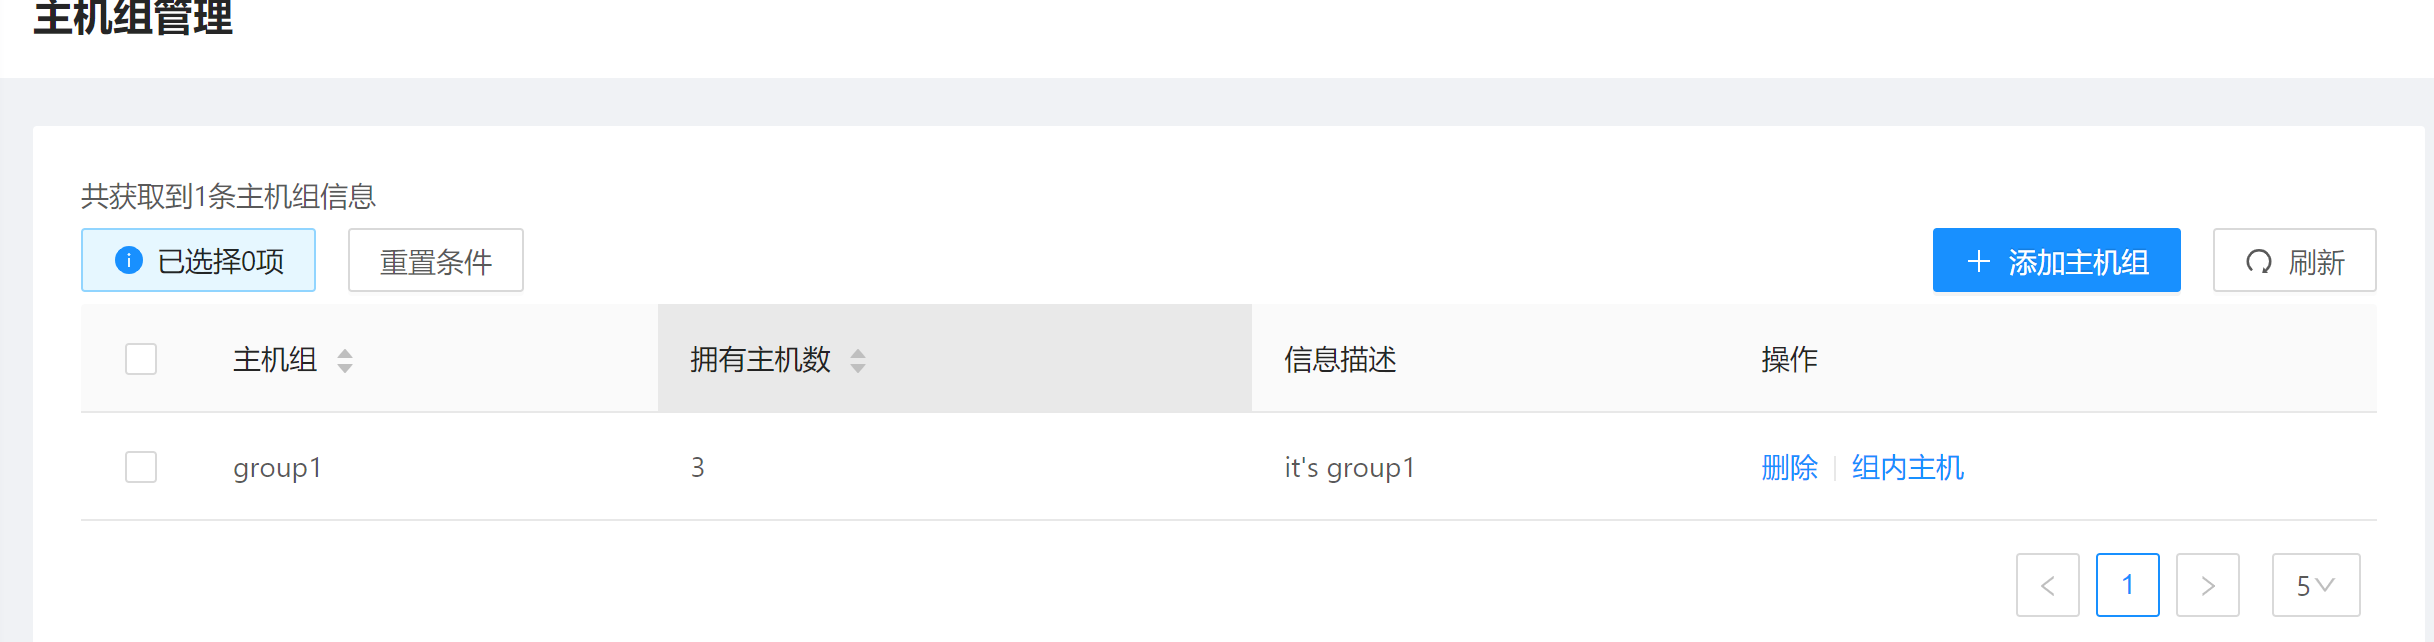 主机组管理
共获取到1条主机组信息
已选择0项 重置条件 添加主机组 刷新
主机组 拥有主机数 信息描述 操作
group1 3 it's group1 删除 组内主机
1 5